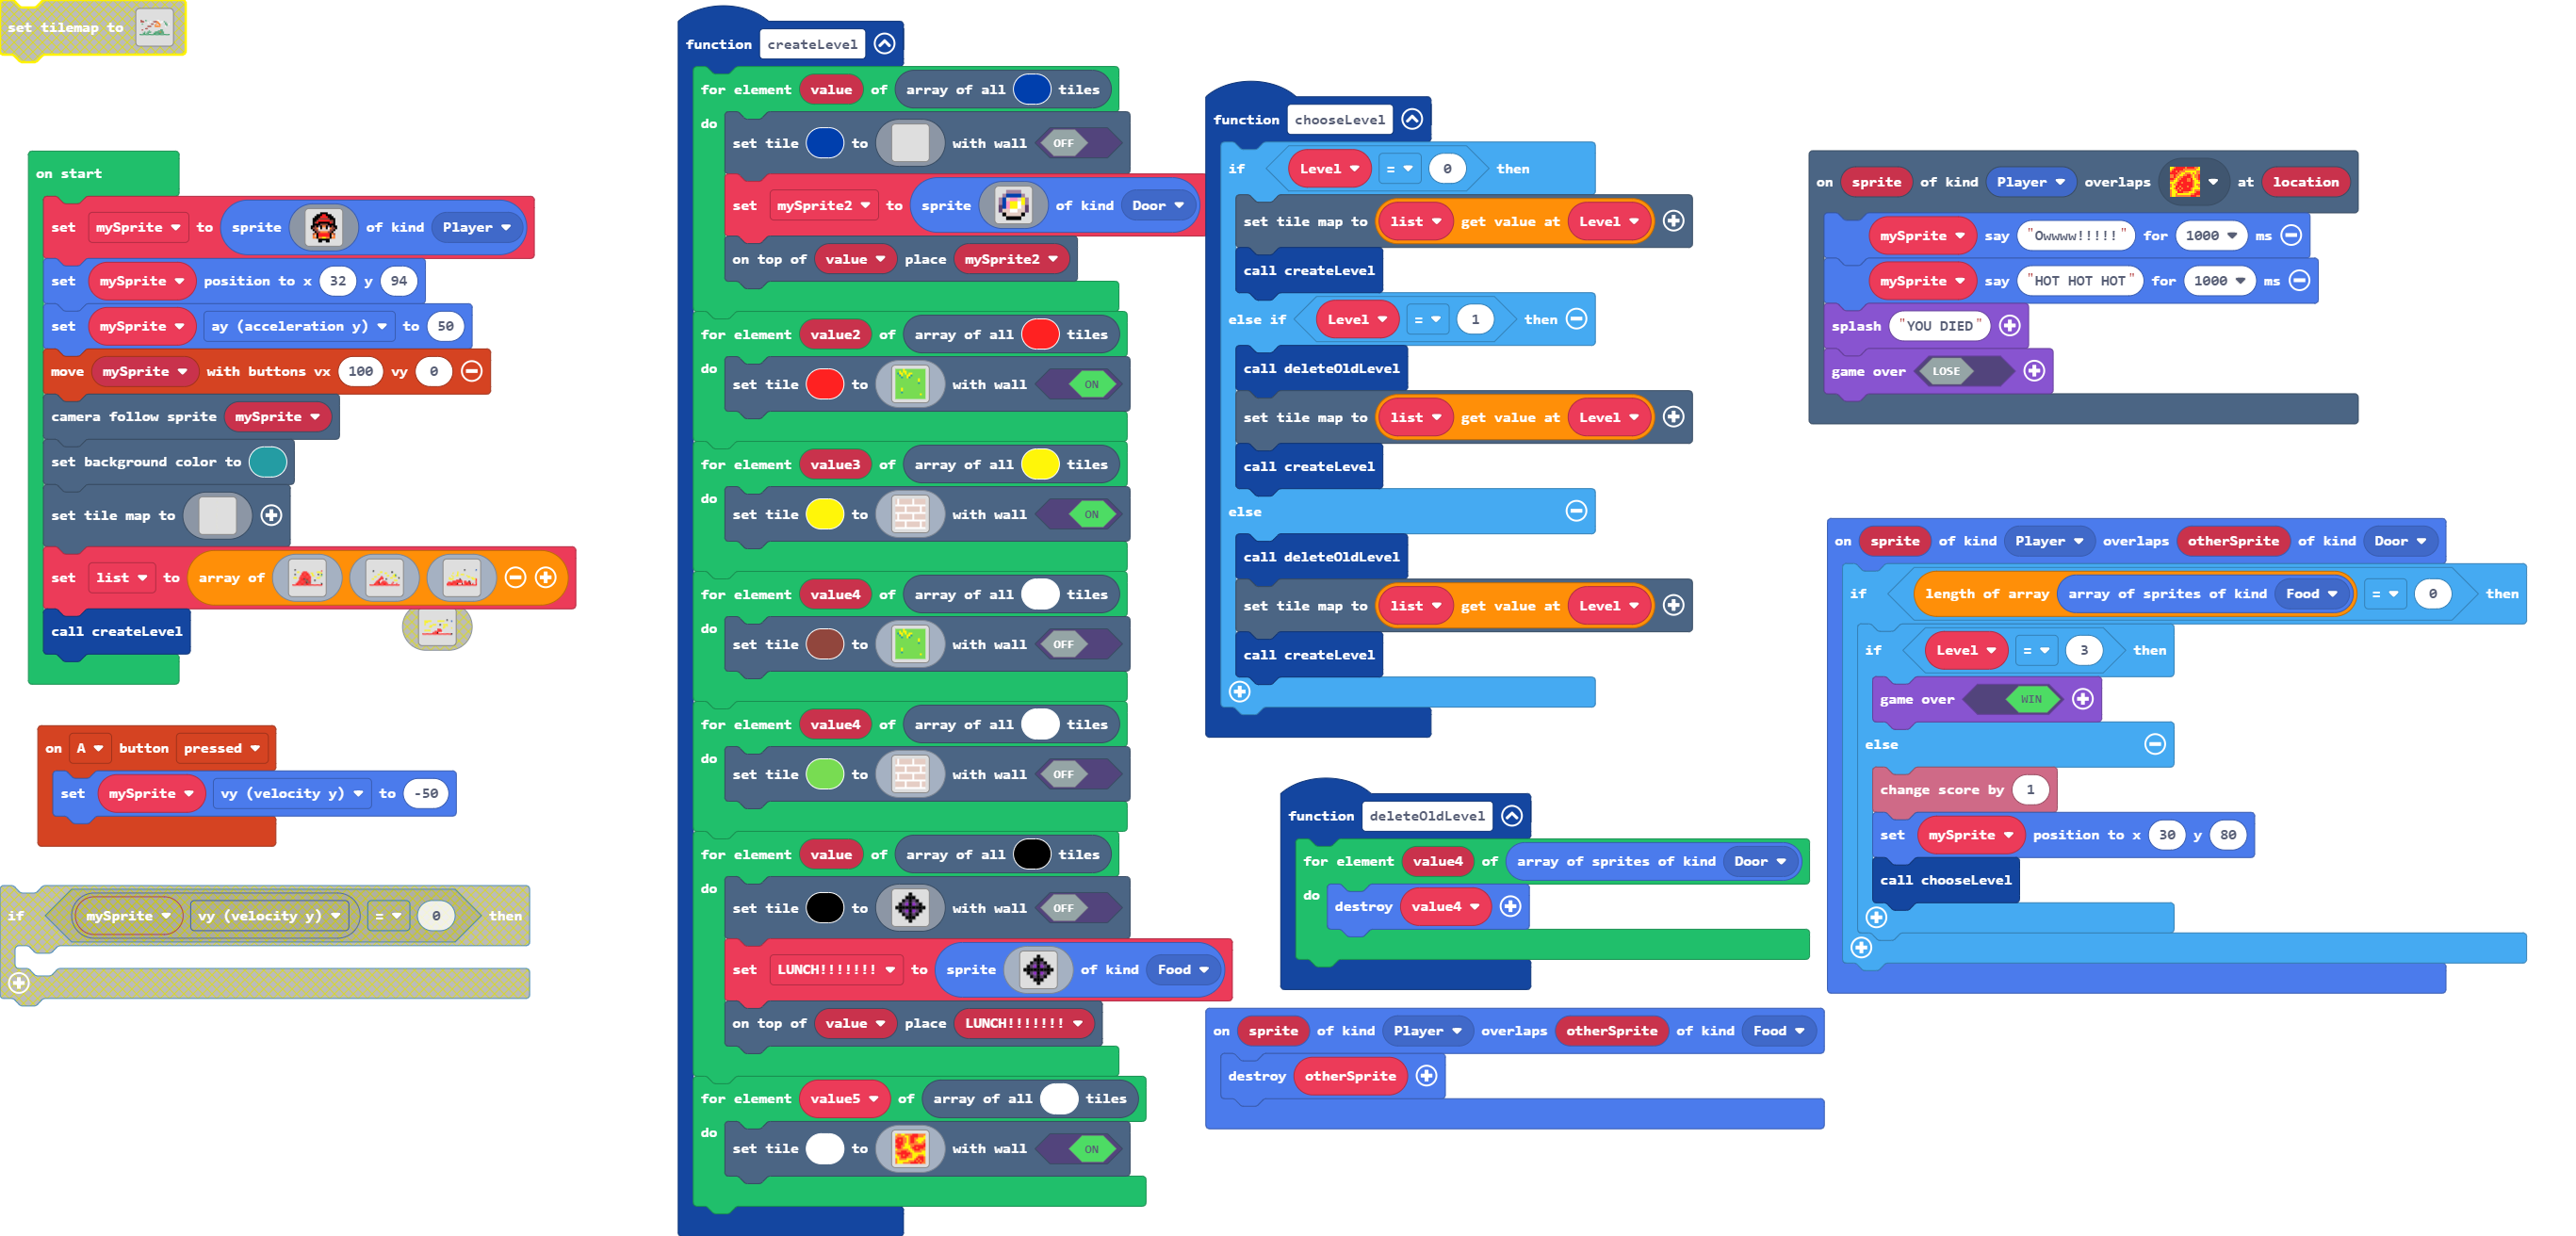 set tilemap to
on start
set mySprite to sprite of kind Player
set mySprite position to x 32 y 94
set mySprite ay (acceleration y) to 50
move mySprite with buttons vx 100 vy 0
camera follow sprite mySprite
set background color to
set tile map to
set list to array of
call createLevel
on A button pressed
set mySprite vy (velocity y) to -50
if mySprite vy (velocity y) = 0 then
function createLevel
for element value of array of all tiles
do
set tile to with wall OFF
set mySprite2 to sprite of kind Door
on top of value place mySprite2
for element value2 of array of all tiles
do
set tile to with wall ON
for element value3 of array of all tiles
do
set tile to with wall ON
for element value4 of array of all tiles
do
set tile to with wall OFF
for element value4 of array of all tiles
do
set tile to with wall OFF
for element value of array of all tiles
do
set tile to with wall OFF
set LUNCH!!!!!!! to sprite of kind Food
on top of value place LUNCH!!!!!!!
for element value5 of array of all tiles
do
set tile to with wall ON
function chooseLevel
if Level = 0 then
set tile map to list get value at Level
call createLevel
else if Level = 1 then
call deleteOldLevel
set tile map to list get value at Level
call createLevel
else
call deleteOldLevel
set tile map to list get value at Level
call createLevel
function deleteOldLevel
for element value4 of array of sprites of kind Door
do
destroy value4
on sprite of kind Player overlaps otherSprite of kind Food
destroy otherSprite
on sprite of kind Player overlaps at location
mySprite say "Owwww!!!!!" for 1000 ms
mySprite say "HOT HOT HOT" for 1000 ms
splash "YOU DIED"
game over LOSE
on sprite of kind Player overlaps otherSprite of kind Door
if length of array array of sprites of kind Food = 0 then
if Level = 3 then
game over WIN
else
change score by 1
set mySprite position to x 30 y 80
call chooseLevel